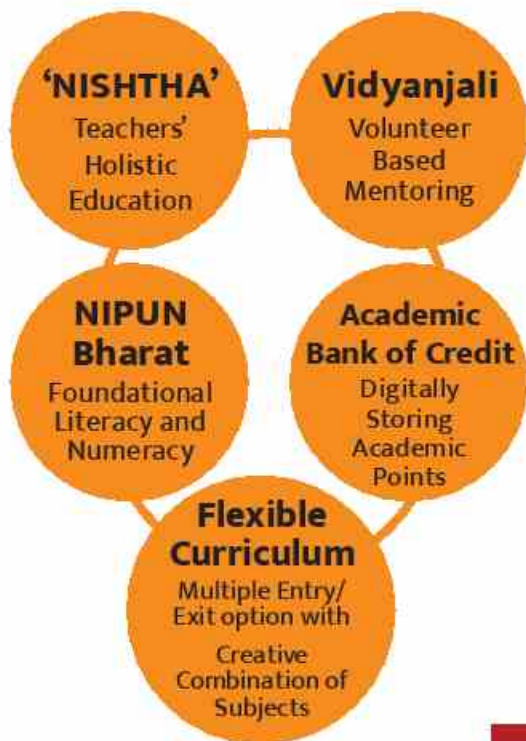 ‘NISHTHA’
Teachers’
Holistic
Education
Vidyanjali
Volunteer
Based
Mentoring
NIPUN
Bharat
Foundational
Literacy and
Numeracy
Academic
Bank of Credit
Digitally
Storing
Academic
Points
Flexible
Curriculum
Multiple Entry/
Exit option with
Creative
Combination of
Subjects